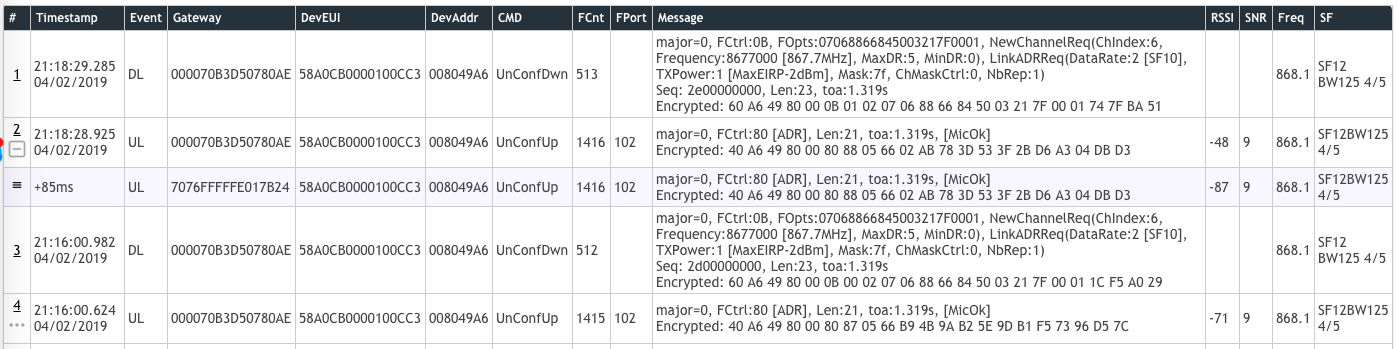 # Timestamp Event Gateway DevEUI DevAddr CMD FCnt FPort Message RSSI SNR Freq SF
1 21:18:29.285 04/02/2019 DL 000070B3D50780AE 58A0CB0000100CC3 008049A6 UnConfDwn 513
major=0, FCtrl:0B, FOpts:07068866845003217F0001, NewChannelReq(ChIndex:6,
Frequency:8677000 [867.7MHz], MaxDR:5, MinDR:0), LinkADRReq(DataRate:2 [SF10],
TXPower:1 [MaxEIRP-2dBm], Mask:7f, ChMaskCtrl:0, NbRep:1)
Seq: 2e00000000, Len:23, toa:1.319s
Encrypted: 60 A6 49 80 00 0B 01 02 07 06 88 66 84 50 03 21 7F 00 01 74 7F BA 51
868.1 SF12 BW125 4/5
2 21:18:28.925 04/02/2019 UL 000070B3D50780AE 58A0CB0000100CC3 008049A6 UnConfUp 1416 102
major=0, FCtrl:80 [ADR], Len:21, toa:1.319s, [MicOk]
Encrypted: 40 A6 49 80 00 80 88 05 66 02 AB 78 3D 53 3F 2B D6 A3 04 DB D3
-48 9 868.1 SF12BW125 4/5
+85ms UL 7076FFFFFE017B24 58A0CB0000100CC3 008049A6 UnConfUp 1416 102
major=0, FCtrl:80 [ADR], Len:21, toa:1.319s, [MicOk]
Encrypted: 40 A6 49 80 00 80 88 05 66 02 AB 78 3D 53 3F 2B D6 A3 04 DB D3
-87 9 868.1 SF12BW125 4/5
3 21:16:00.982 04/02/2019 DL 000070B3D50780AE 58A0CB0000100CC3 008049A6 UnConfDwn 512
major=0, FCtrl:0B, FOpts:07068866845003217F0001, NewChannelReq(ChIndex:6,
Frequency:8677000 [867.7MHz], MaxDR:5, MinDR:0), LinkADRReq(DataRate:2 [SF10],
TXPower:1 [MaxEIRP-2dBm], Mask:7f, ChMaskCtrl:0, NbRep:1)
Seq: 2d00000000, Len:23, toa:1.319s
Encrypted: 60 A6 49 80 00 0B 00 02 07 06 88 66 84 50 03 21 7F 00 01 1C F5 A0 29
868.1 SF12 BW125 4/5
4 21:16:00.624 04/02/2019 UL 000070B3D50780AE 58A0CB0000100CC3 008049A6 UnConfUp 1415 102
major=0, FCtrl:80 [ADR], Len:21, toa:1.319s, [MicOk]
Encrypted: 40 A6 49 80 00 80 87 05 66 B9 4B 9A B2 5E 9D B1 F5 73 96 D5 7C
-71 9 868.1 SF12BW125 4/5